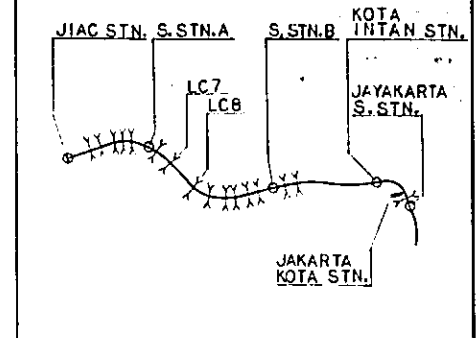 JIAC STN.
S.STN.A
S.STN.B
KOTA
INTAN STN.
LC7
LC8
JAYAKARTA
S.STN.
JAKARTA
KOTA STN.